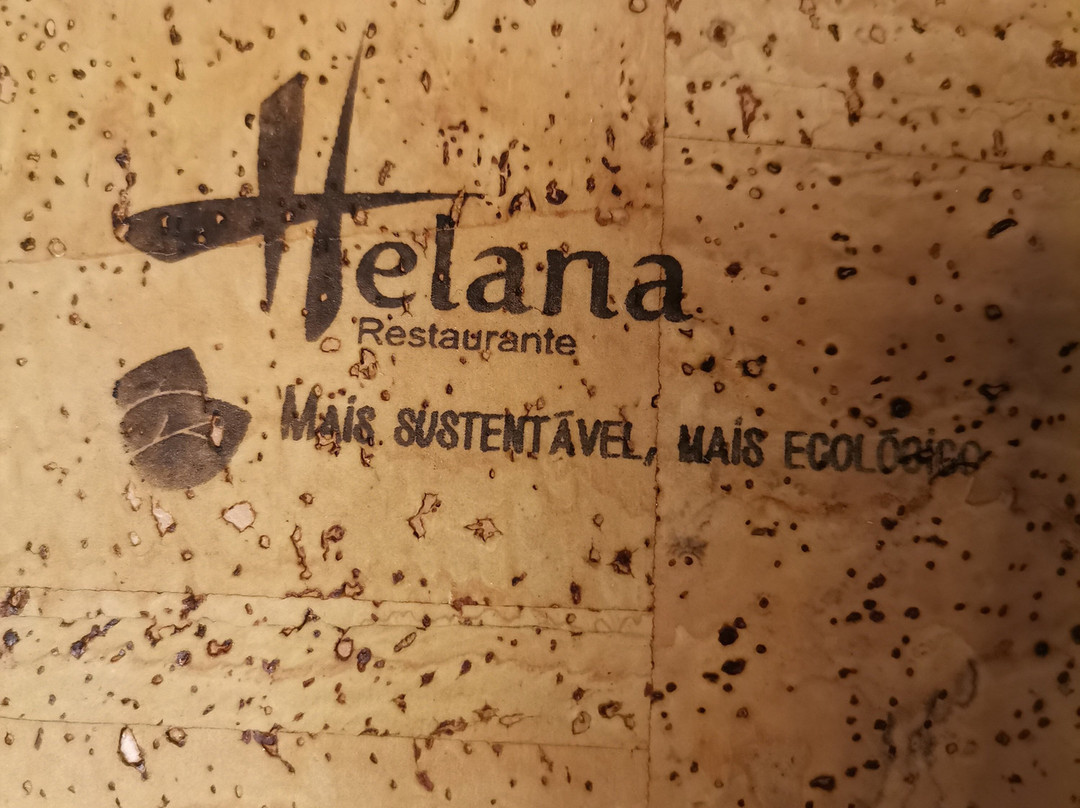 Helana
Restaurante
MAIS SUSTENTÁVEL, MAIS ECOLÓGICO